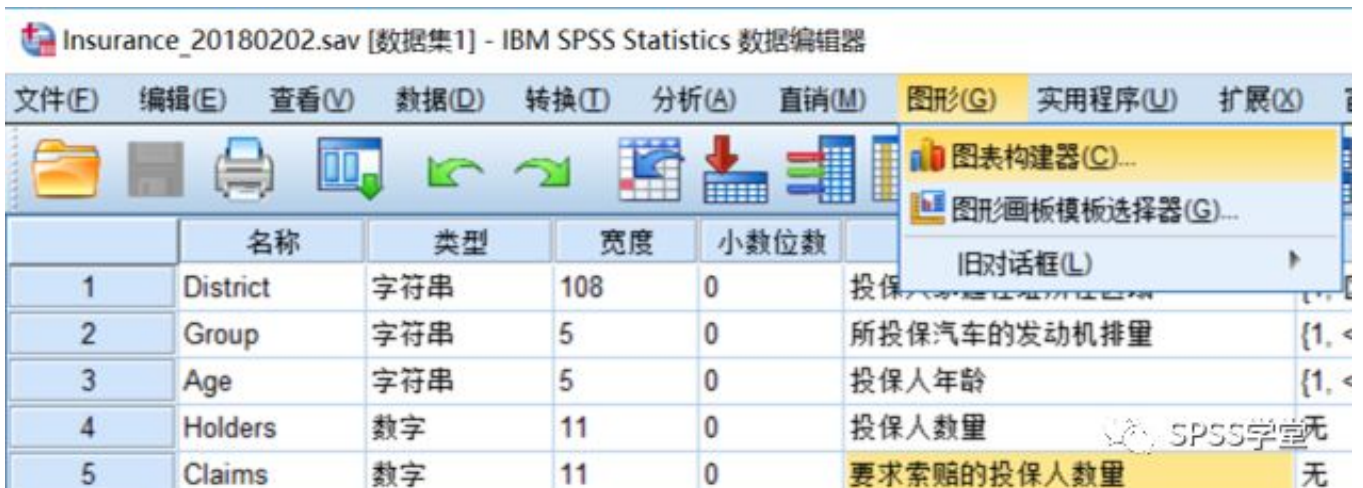 Insurance_20180202.sav [数据集1] - IBM SPSS Statistics 数据编辑器
文件(F) 编辑(E) 查看(V) 数据(D) 转换(T) 分析(A) 直销(M) 图形(G) 实用程序(U) 扩展(X)
图表构建器(C)...
图形画板模板选择器(G)...
旧对话框(L)
名称 类型 宽度 小数位数
1 District 字符串 108 0 投保
2 Group 字符串 5 0 所投保汽车的发动机排量 {1, <
3 Age 字符串 5 0 投保人年龄 {1, <
4 Holders 数字 11 0 投保人数量 无
SPSS学堂
5 Claims 数字 11 0 要求索赔的投保人数量 无